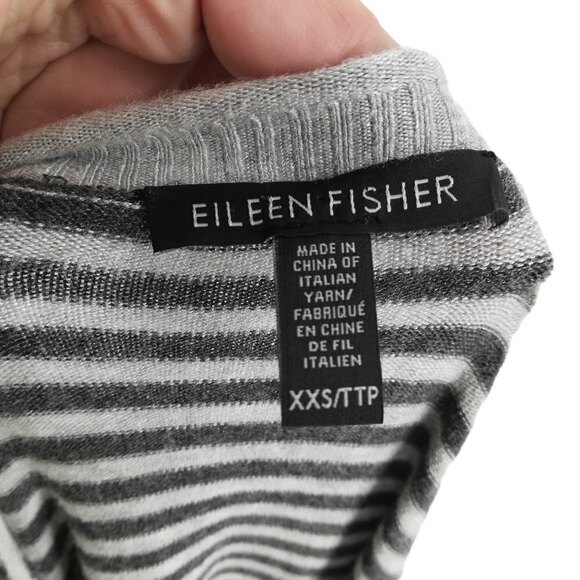 EILEEN FISHER
MADE IN
CHINA OF
ITALIAN
YARN/
FABRIQUÉ
EN CHINE
DE FIL
ITALIEN
XXS/TTP